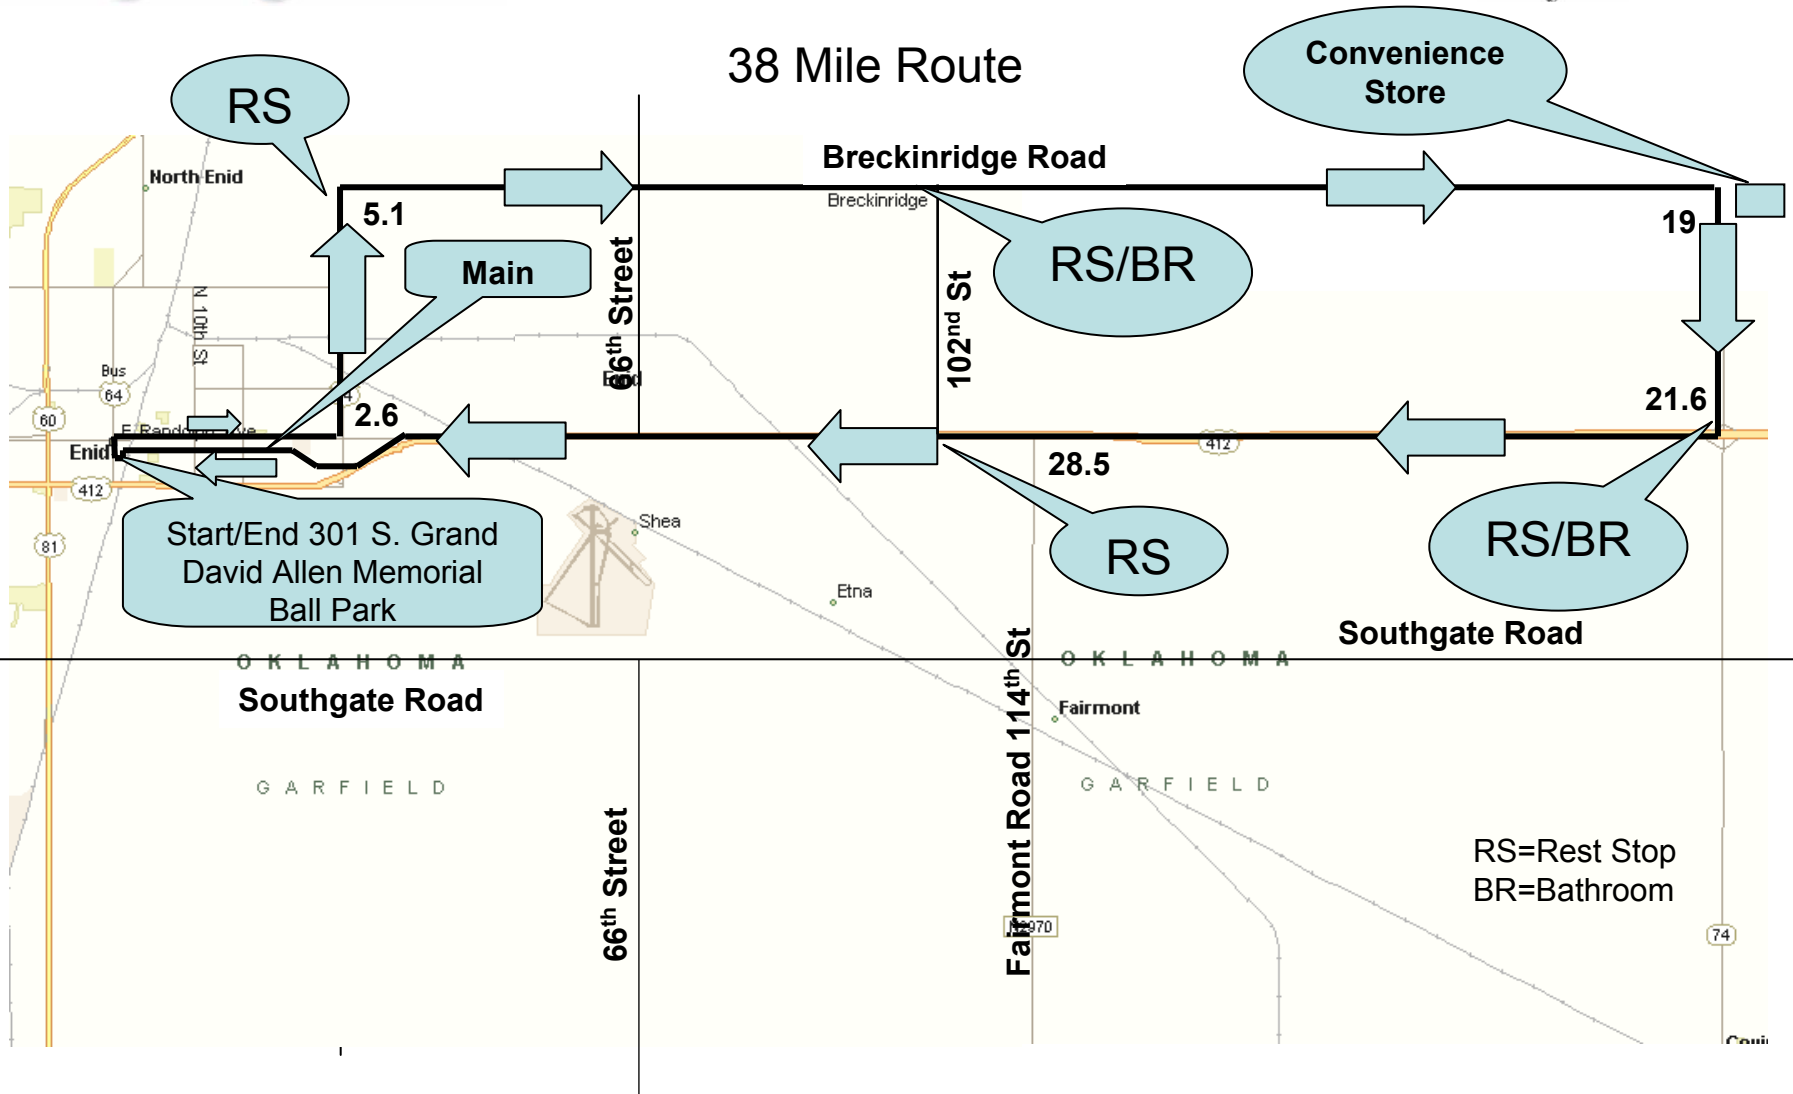 38 Mile Route
Convenience
Store
RS
Breckinridge Road
North Enid
Breckinridge
5.1
19
Main
RS/BR
66th Street
102nd St
N 10th St
Bus
64
60
2.6
21.6
E Randolph Ave
Enid
412
28.5
412
Start/End 301 S. Grand
David Allen Memorial
Ball Park
81
Shea
RS
RS/BR
Etna
Southgate Road
OKLAHOMA
OKLAHOMA
Southgate Road
Fairmont Road 114th St
Fairmont
GARFIELD
GARFIELD
66th Street
RS=Rest Stop
BR=Bathroom
74